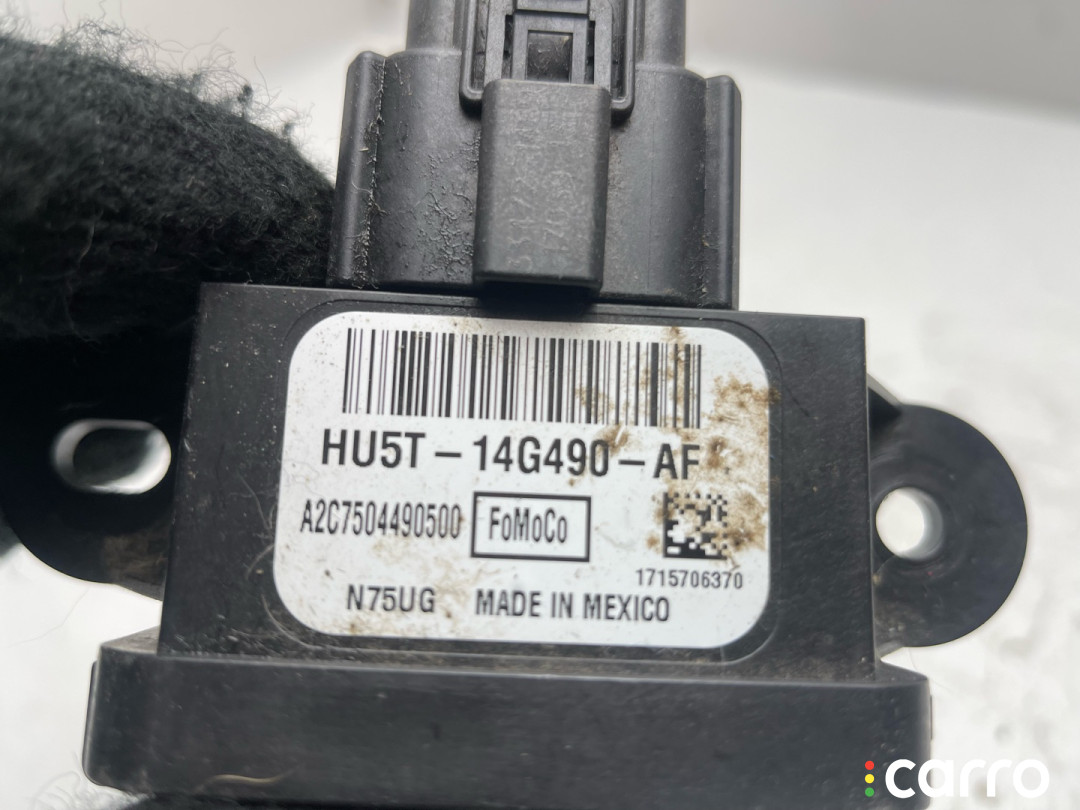 HU5T-14G490-AF
A2C7504490500 FoMoCo
1715706370
N75UG MADE IN MEXICO
carro